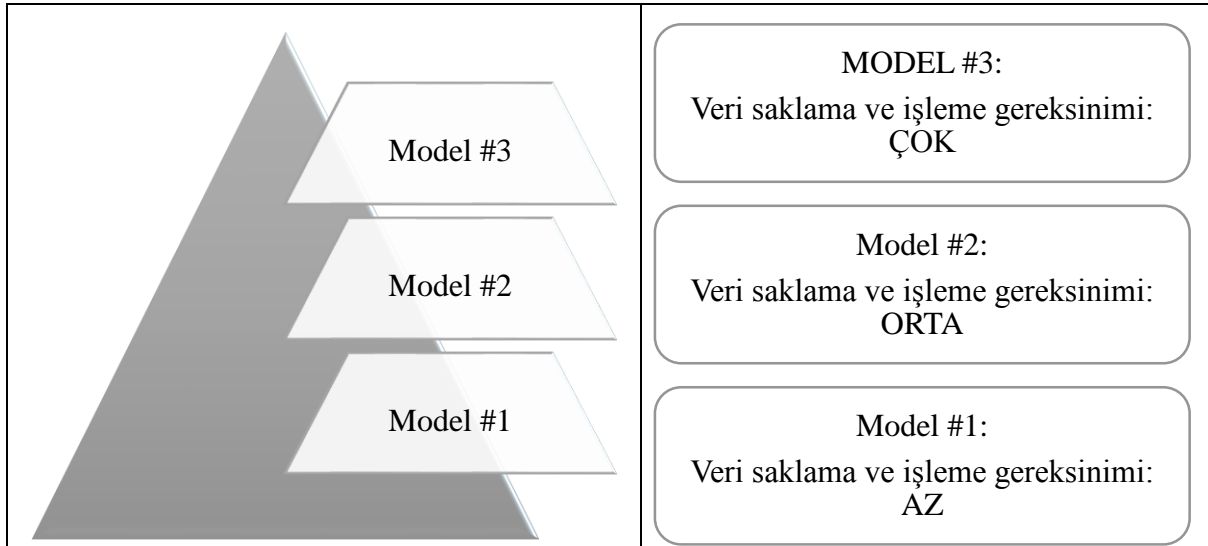 Model #3
Model #2
Model #1
MODEL #3:
Veri saklama ve işleme gereksinimi:
ÇOK
Model #2:
Veri saklama ve işleme gereksinimi:
ORTA
Model #1:
Veri saklama ve işleme gereksinimi:
AZ